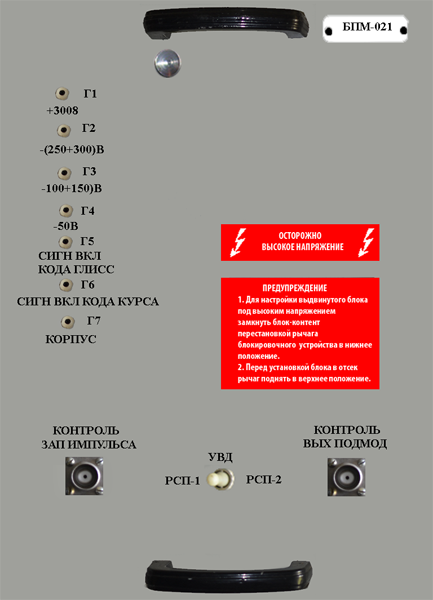 БПМ-021
Г1
+3008
Г2
-(250+300)В
Г3
-100+150)В
Г4
-50В
Г5
СИГН ВКЛ
КОДА ГЛИСС
Г6
СИГН ВКЛ КОДА КУРСА
Г7
КОРПУС
ОСТОРОЖНО
ВЫСОКОЕ НАПРЯЖЕНИЕ
ПРЕДУПРЕЖДЕНИЕ
1. Для настройки выдвинутого блока
под высоким напряжением
замкнуть блок-контент
перестановкой рычага
блокировочного устройства в нижнее
положение.
2. Перед установкой блока в отсек
рычаг поднять в верхнее положение.
КОНТРОЛЬ
ЗАП ИМПУЛЬСА
УВД
РСП-1
РСП-2
КОНТРОЛЬ
ВЫХ ПОДМОД